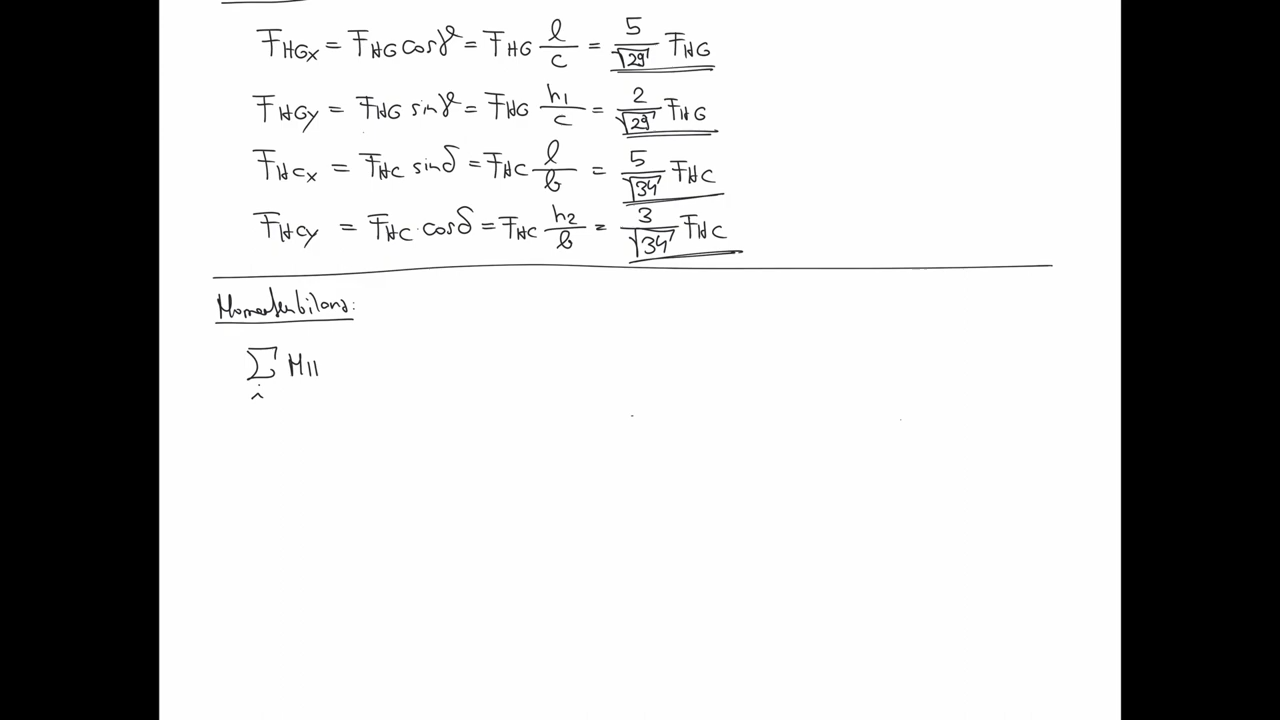 F_HGx = F_HG cos γ = F_HG l/c = 5/√29 F_HG
F_HGy = F_HG sin γ = F_HG h₁/c = 2/√29 F_HG
F_HCx = F_HC sin δ = F_HC l/b = 5/√34 F_HC
F_HCy = F_HC · cos δ = F_HC h₂/b = 3/√34 F_HC
Momentenbilanz:
∑_i M